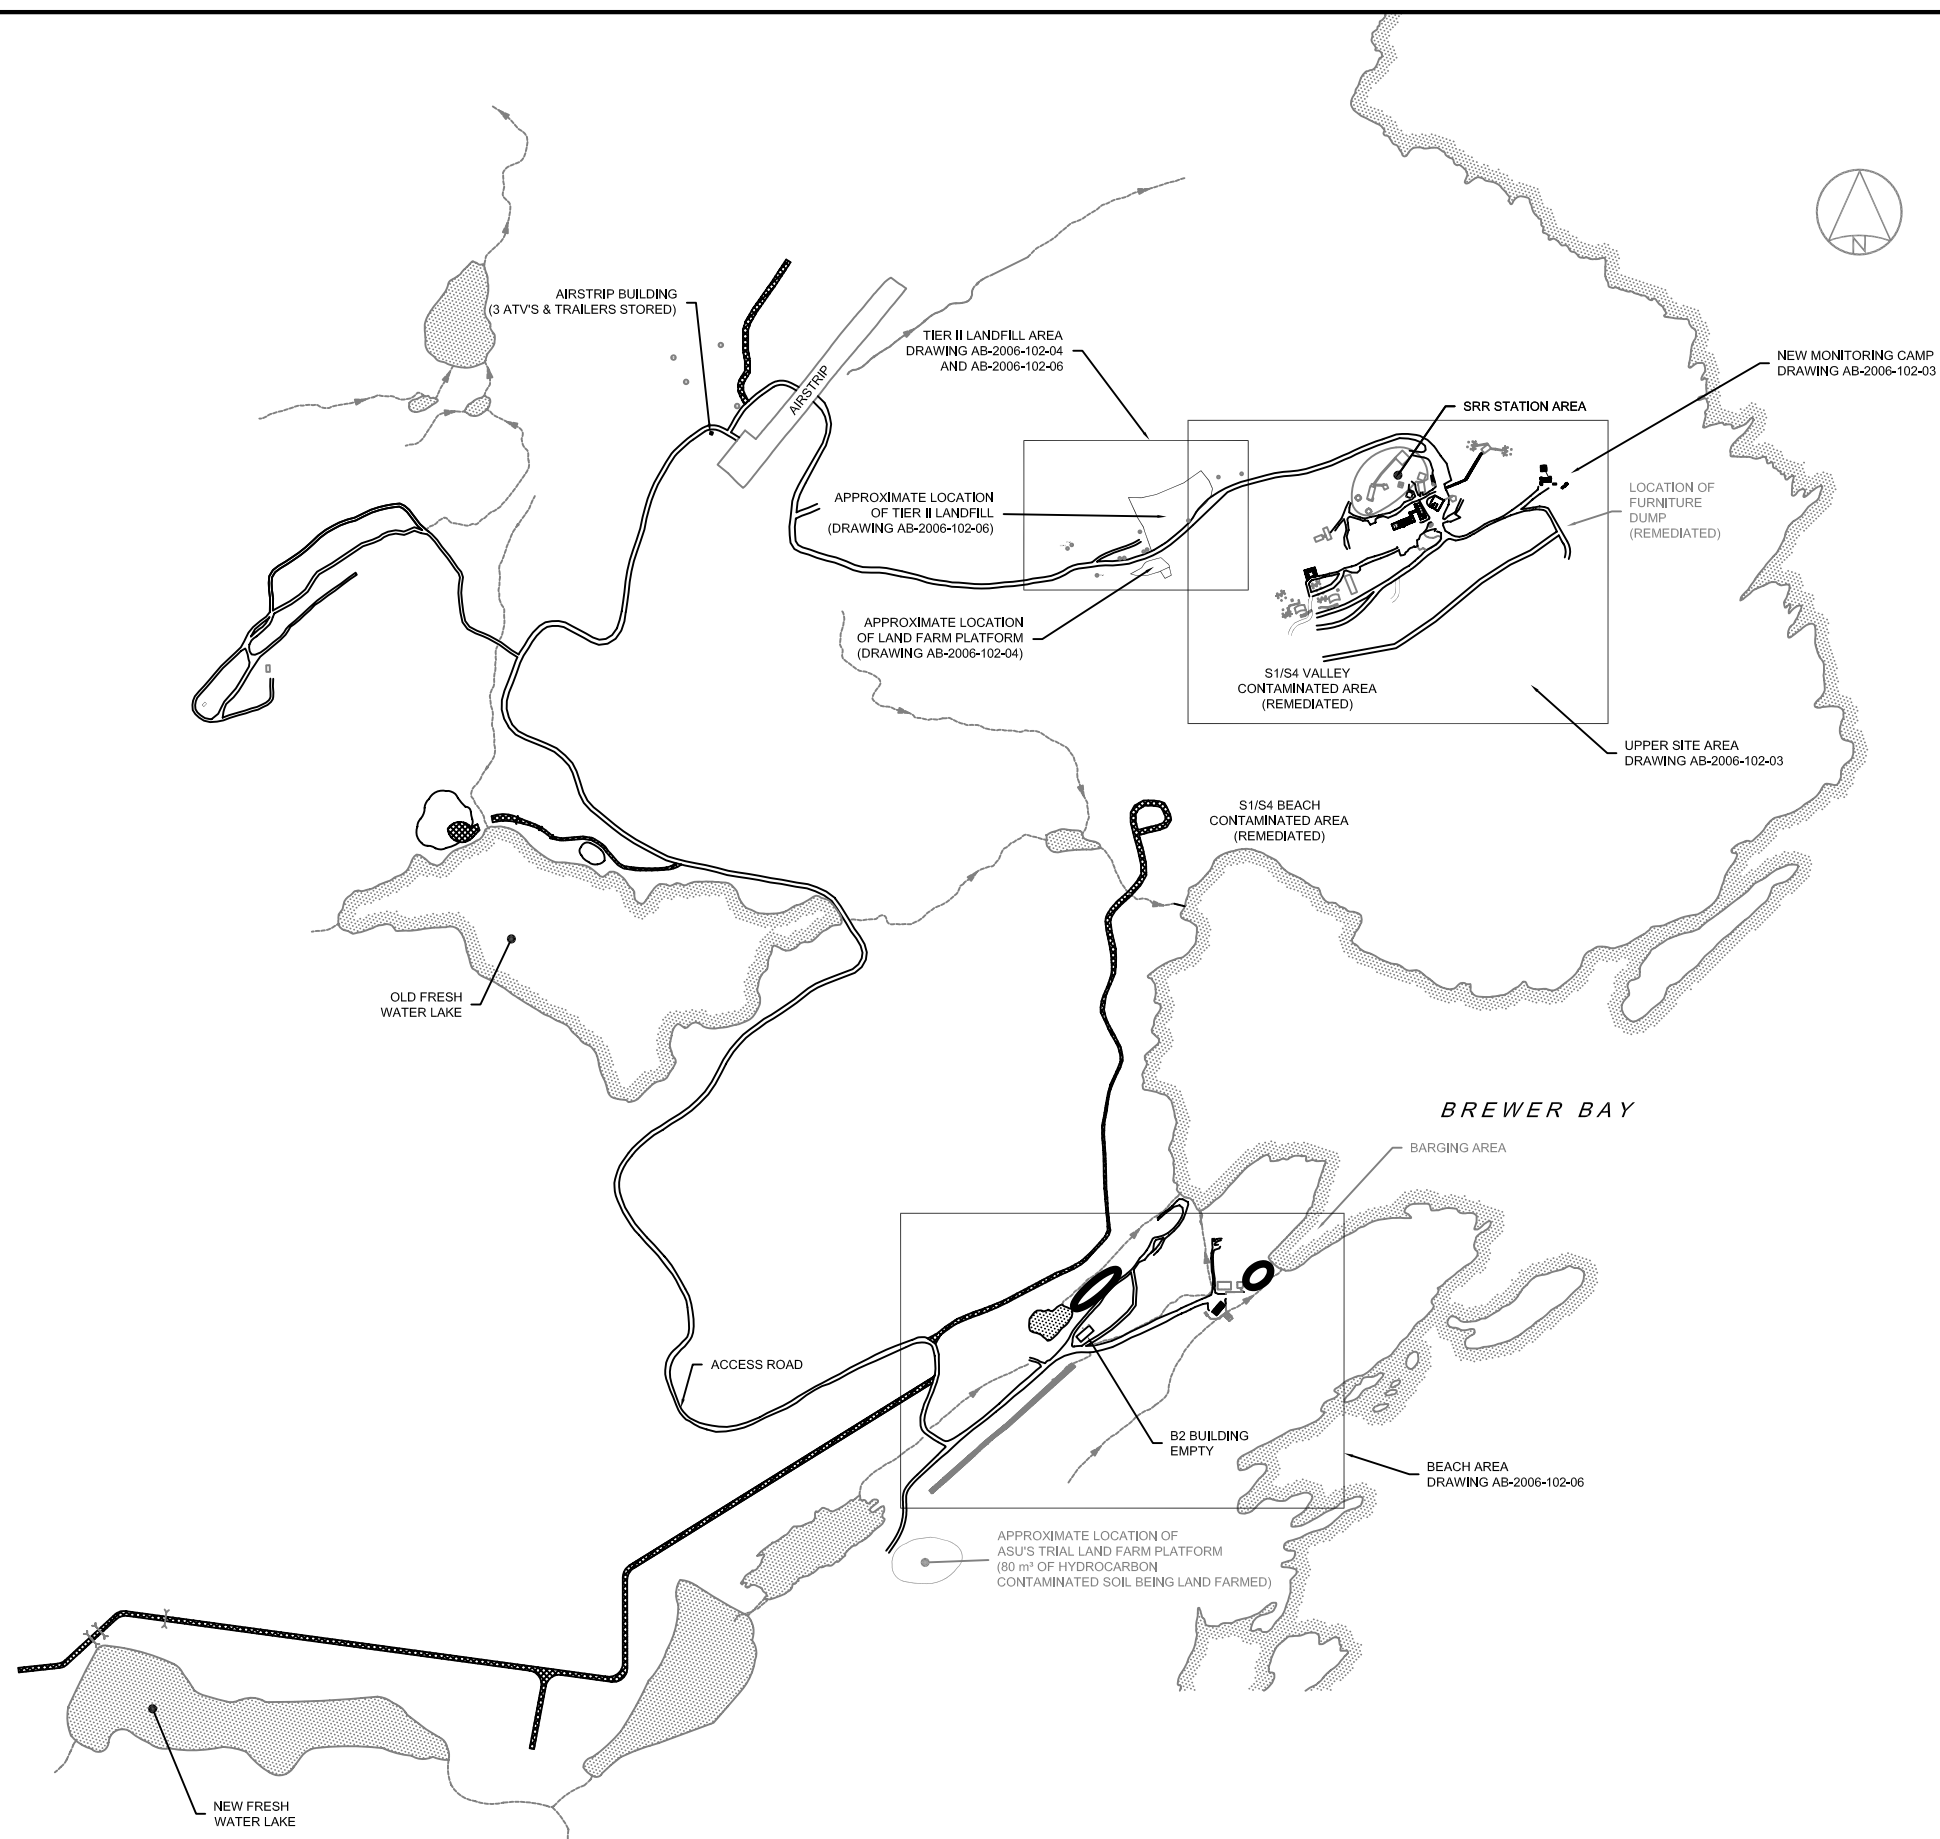 N
AIRSTRIP BUILDING
(3 ATV'S & TRAILERS STORED)
AIRSTRIP
TIER II LANDFILL AREA
DRAWING AB-2006-102-04
AND AB-2006-102-06
NEW MONITORING CAMP
DRAWING AB-2006-102-03
SRR STATION AREA
APPROXIMATE LOCATION
OF TIER II LANDFILL
(DRAWING AB-2006-102-06)
LOCATION OF
FURNITURE
DUMP
(REMEDIATED)
APPROXIMATE LOCATION
OF LAND FARM PLATFORM
(DRAWING AB-2006-102-04)
S1/S4 VALLEY
CONTAMINATED AREA
(REMEDIATED)
UPPER SITE AREA
DRAWING AB-2006-102-03
S1/S4 BEACH
CONTAMINATED AREA
(REMEDIATED)
OLD FRESH
WATER LAKE
BREWER BAY
BARGING AREA
ACCESS ROAD
B2 BUILDING
EMPTY
BEACH AREA
DRAWING AB-2006-102-06
APPROXIMATE LOCATION OF
ASU'S TRIAL LAND FARM PLATFORM
(80 m³ OF HYDROCARBON
CONTAMINATED SOIL BEING LAND FARMED)
NEW FRESH
WATER LAKE